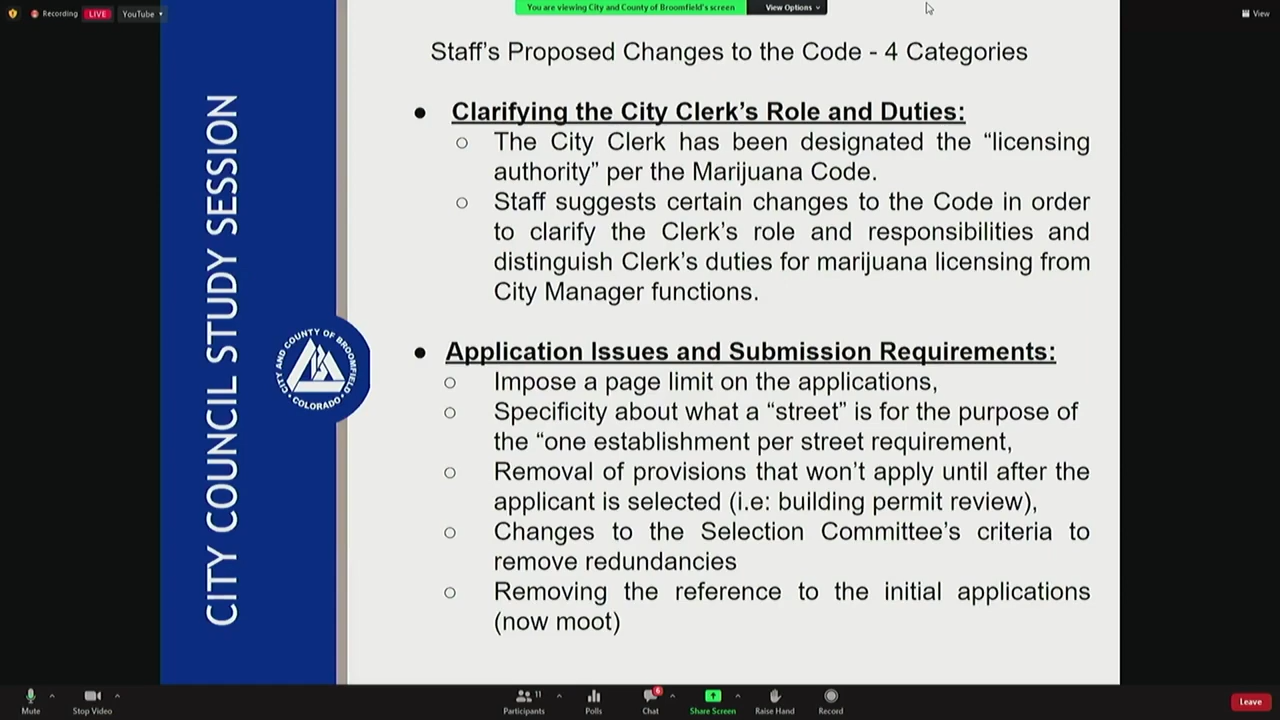 Recording LIVE YouTube
You are viewing City and County of Broomfield's screen
View Options
View
CITY COUNCIL STUDY SESSION
CITY AND COUNTY OF BROOMFIELD
• COLORADO •
Staff's Proposed Changes to the Code - 4 Categories
● Clarifying the City Clerk's Role and Duties:
○ The City Clerk has been designated the “licensing
authority” per the Marijuana Code.
○ Staff suggests certain changes to the Code in order
to clarify the Clerk's role and responsibilities and
distinguish Clerk's duties for marijuana licensing from
City Manager functions.
● Application Issues and Submission Requirements:
○ Impose a page limit on the applications,
○ Specificity about what a “street” is for the purpose of
the “one establishment per street requirement,
○ Removal of provisions that won't apply until after the
applicant is selected (i.e: building permit review),
○ Changes to the Selection Committee's criteria to
remove redundancies
○ Removing the reference to the initial applications
(now moot)
Mute
Stop Video
Participants 11
Polls
Chat 6
Share Screen
Raise Hand
Record
Leave